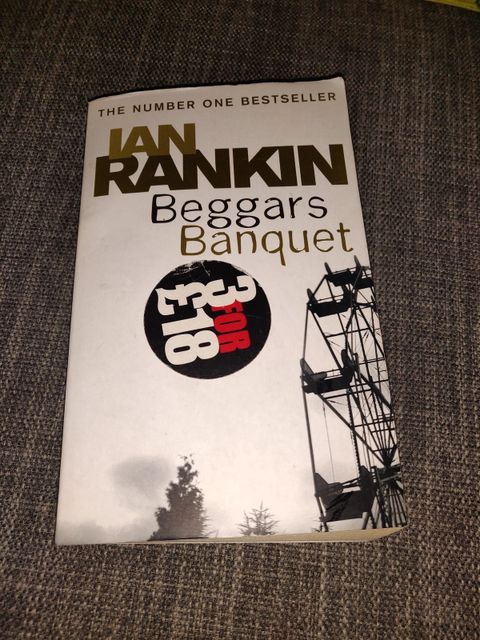 THE NUMBER ONE BESTSELLER
IAN
RANKIN
Beggars
Banquet
3 FOR
£18